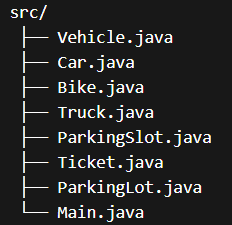 src/
├── Vehicle.java
├── Car.java
├── Bike.java
├── Truck.java
├── ParkingSlot.java
├── Ticket.java
├── ParkingLot.java
└── Main.java